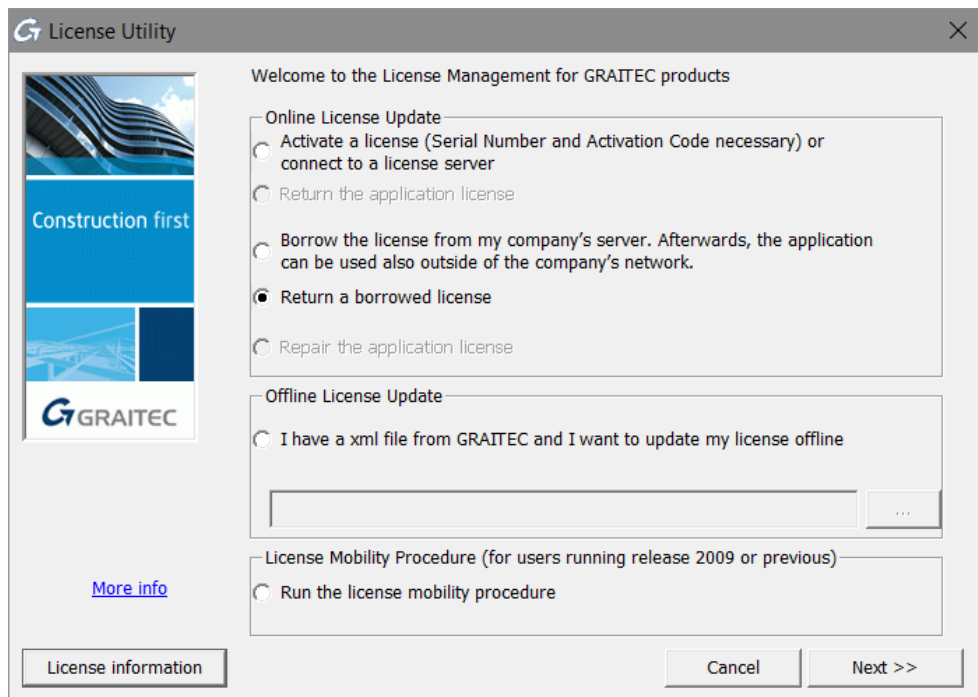 License Utility
Welcome to the License Management for GRAITEC products
Online License Update
Activate a license (Serial Number and Activation Code necessary) or
connect to a license server
Return the application license
Borrow the license from my company's server. Afterwards, the application
can be used also outside of the company's network.
Return a borrowed license
Repair the application license
Construction first
GRAITEC
Offline License Update
I have a xml file from GRAITEC and I want to update my license offline
...
License Mobility Procedure (for users running release 2009 or previous)
Run the license mobility procedure
More info
License information
Cancel
Next >>